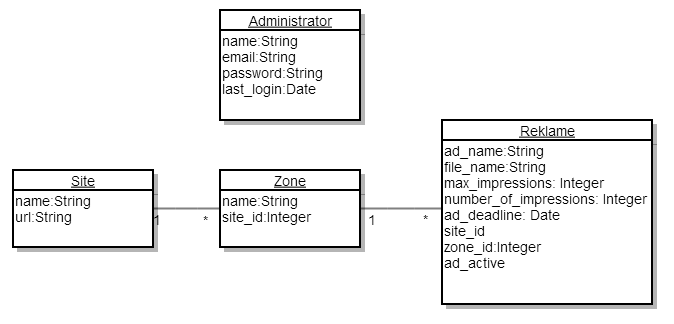 Administrator
name:String
email:String
password:String
last_login:Date
Site
name:String
url:String
1
*
Zone
name:String
site_id:Integer
1
*
Reklame
ad_name:String
file_name:String
max_impressions: Integer
number_of_impressions: Integer
ad_deadline: Date
site_id
zone_id:Integer
ad_active